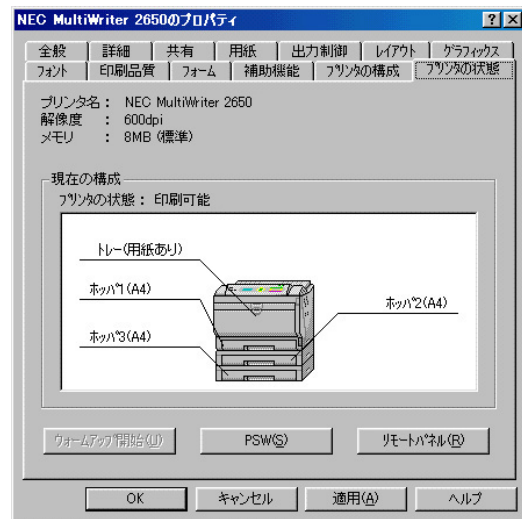 NEC MultiWriter 2650のプロパティ
全般 詳細 共有 用紙 出力制御 レイアウト グラフィックス
フォント 印刷品質 フォーム 補助機能 プリンタの構成 プリンタの状態
プリンタ名： NEC MultiWriter 2650
解像度 ： 600dpi
メモリ ： 8MB (標準)
現在の構成
プリンタの状態： 印刷可能
トレー(用紙あり)
ホッパ1(A4)
ホッパ2(A4)
ホッパ3(A4)
ウォームアップ開始(U) PSW(S) リモートパネル(R)
OK キャンセル 適用(A) ヘルプ